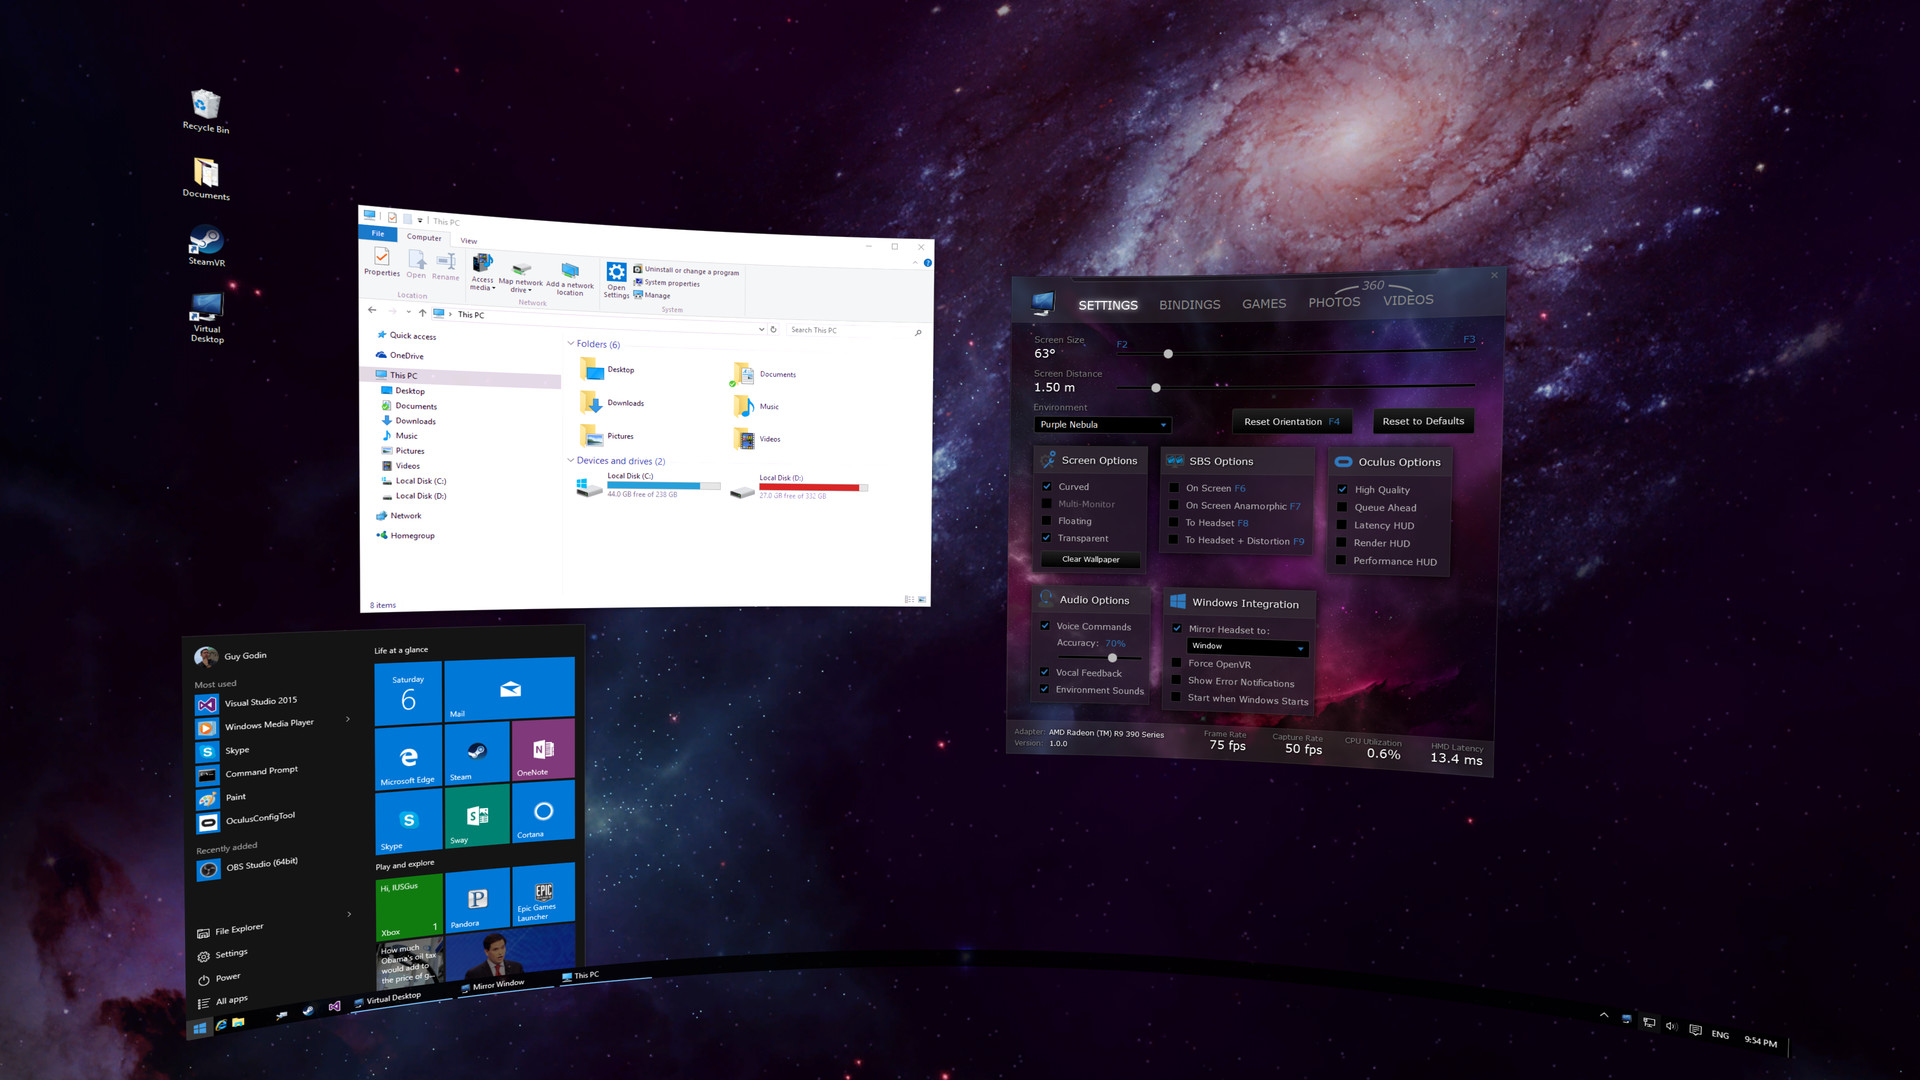 Recycle Bin
Documents
SteamVR
Virtual
Desktop
This PC
File
Computer
View
Properties
Open
Rename
Location
Access
media
Map network
drive
Add a network
location
Network
Open
Settings
Uninstall or change a program
System properties
Manage
System
This PC
Search This PC
Quick access
OneDrive
This PC
Desktop
Documents
Downloads
Music
Pictures
Videos
Local Disk (C:)
Local Disk (D:)
Network
Homegroup
Folders (6)
Desktop
Documents
Downloads
Music
Pictures
Videos
Devices and drives (2)
Local Disk (C:)
44.0 GB free of 238 GB
Local Disk (D:)
27.0 GB free of 332 GB
8 items
SETTINGS
BINDINGS
GAMES
360
PHOTOS
VIDEOS
Screen Size
63°
F2
F3
Screen Distance
1.50 m
Environment
Purple Nebula
Reset Orientation F4
Reset to Defaults
Screen Options
Curved
Multi-Monitor
Floating
Transparent
Clear Wallpaper
SBS Options
On Screen F6
On Screen Anamorphic F7
To Headset F8
To Headset + Distortion F9
Oculus Options
High Quality
Queue Ahead
Latency HUD
Render HUD
Performance HUD
Audio Options
Voice Commands
Accuracy: 70%
Vocal Feedback
Environment Sounds
Windows Integration
Mirror Headset to:
Window
Force OpenVR
Show Error Notifications
Start when Windows Starts
Adapter: AMD Radeon (TM) R9 390 Series
Version: 1.0.0
Frame Rate
75 fps
Capture Rate
50 fps
CPU Utilization
0.6%
HMD Latency
13.4 ms
Guy Godin
Most used
Visual Studio 2015
Windows Media Player
Skype
Command Prompt
Paint
OculusConfigTool
Recently added
OBS Studio (64bit)
File Explorer
Settings
Power
All apps
Life at a glance
Saturday
6
Mail
Microsoft Edge
Steam
OneNote
Skype
Sway
Cortana
Play and explore
Hi, IUSGus
Xbox 1
Pandora
EPIC
GAMES
Epic Games
Launcher
How much
Obama's oil tax
would add to
the price of g...
Virtual Desktop
Mirror Window
This PC
ENG
9:54 PM